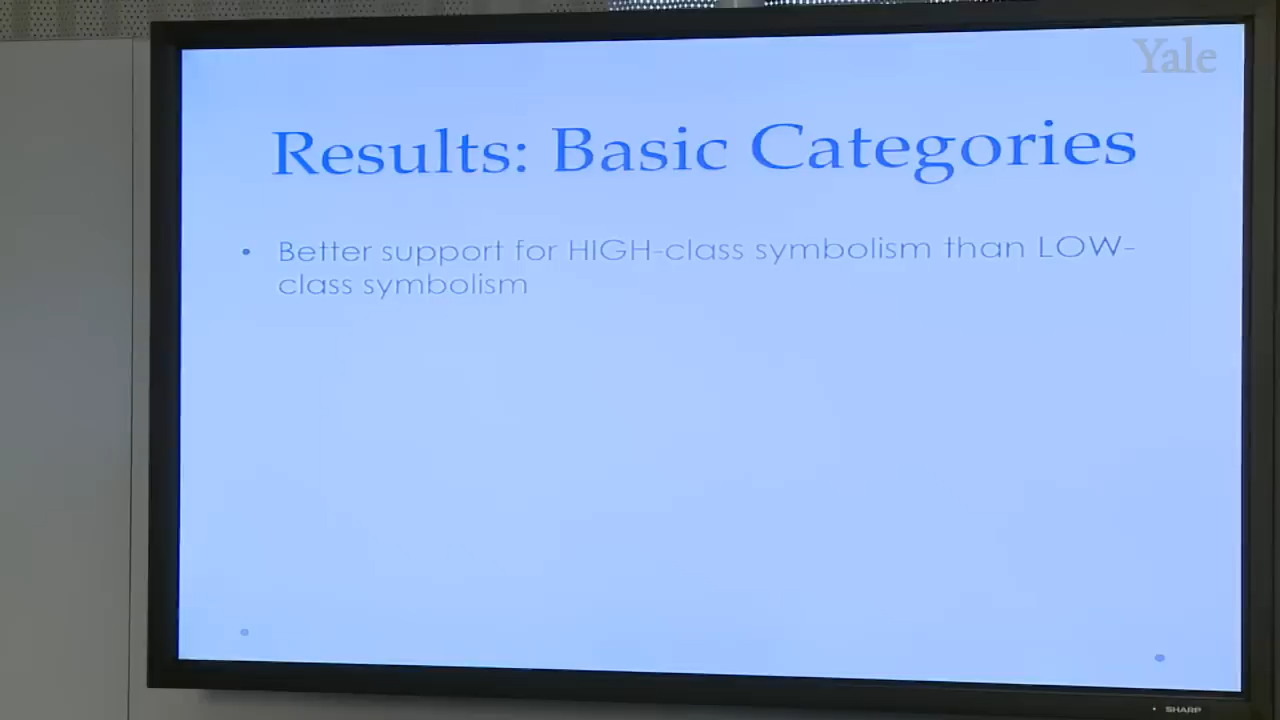 Yale
Results: Basic Categories
• Better support for HIGH-class symbolism than LOW-
class symbolism
SHARP